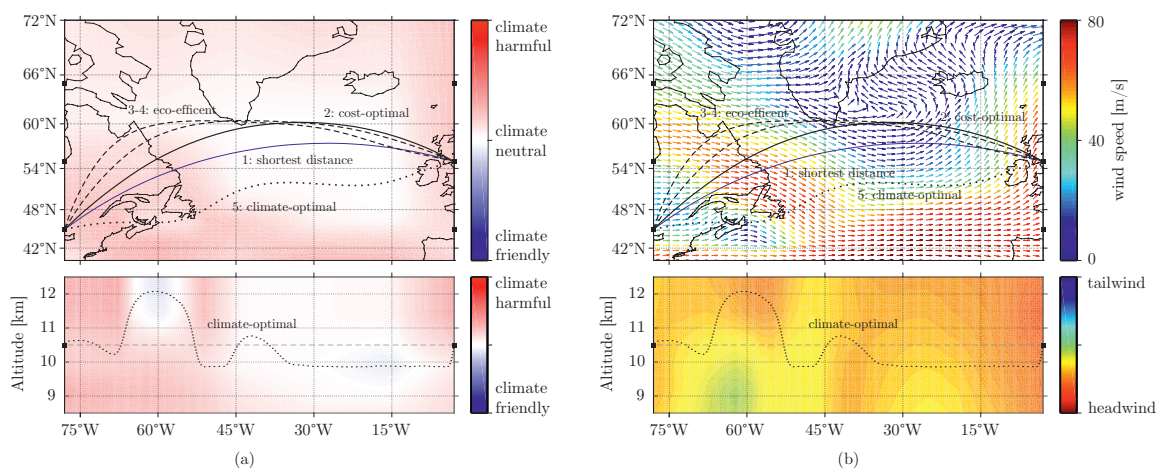 72°N
66°N
60°N
54°N
48°N
42°N
3-4: eco-efficent
2: cost-optimal
1: shortest distance
5: climate-optimal
climate
harmful
climate
neutral
climate
friendly
Altitude [km]
12
11
10
9
climate-optimal
75°W
60°W
45°W
30°W
15°W
climate
harmful
climate
friendly
(a)
72°N
66°N
60°N
54°N
48°N
42°N
3-4: eco-efficent
cost-optimal
1: shortest distance
5: climate-optimal
80
40
0
wind speed [m/s]
Altitude [km]
12
11
10
9
climate-optimal
75°W
60°W
45°W
30°W
15°W
tailwind
headwind
(b)